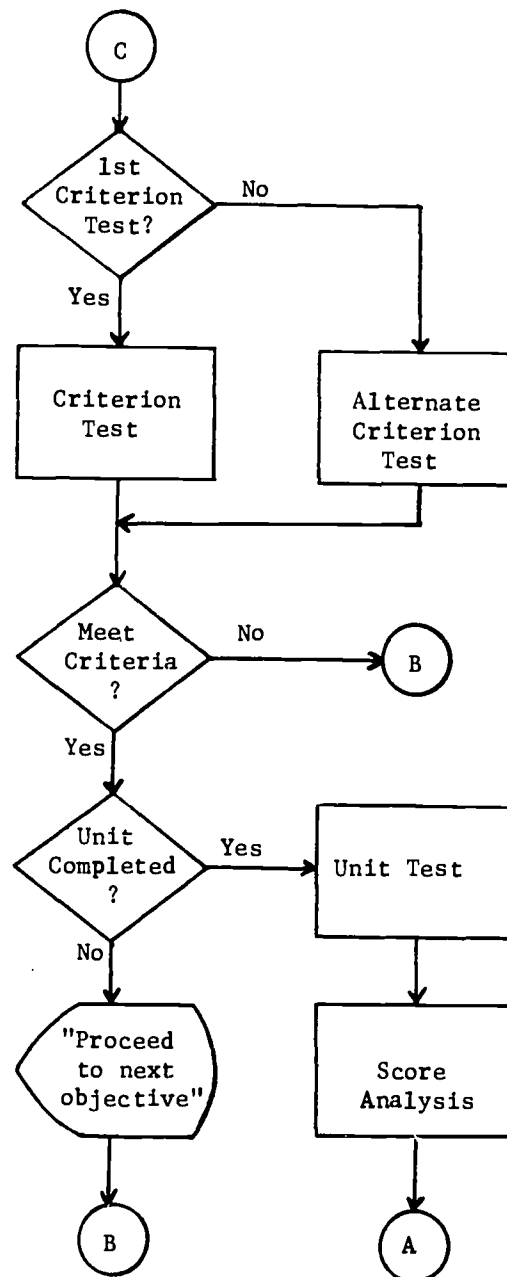 C
1st
Criterion
Test?
No
Yes
Criterion
Test
Alternate
Criterion
Test
Meet
Criteria
?
No
B
Yes
Unit
Completed
?
Yes
Unit Test
No
"Proceed
to next
objective"
Score
Analysis
B
A